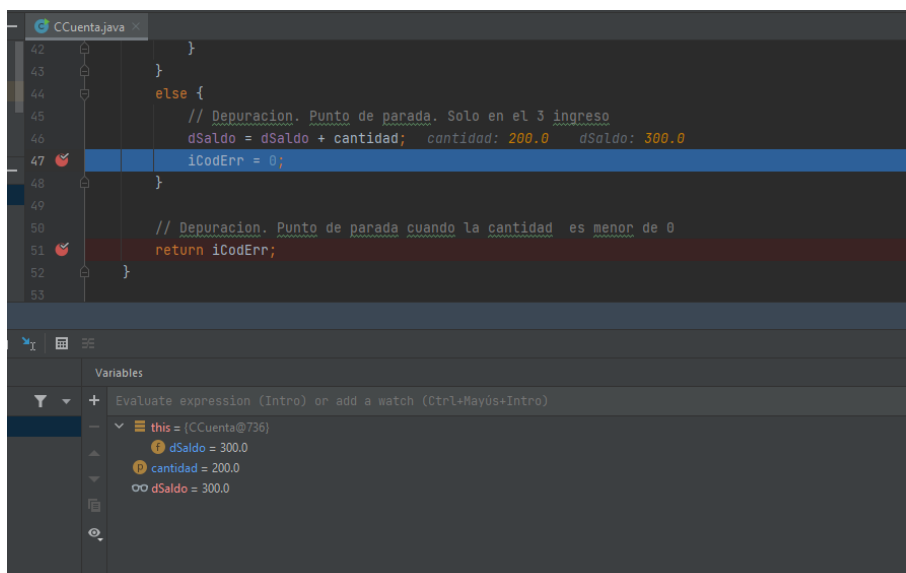 CCuenta.java
42 }
43 }
44 else {
45 // Depuracion. Punto de parada. Solo en el 3 ingreso
46 dSaldo = dSaldo + cantidad; cantidad: 200.0 dSaldo: 300.0
47 iCodErr = 0;
48 }
49
50 // Depuracion. Punto de parada cuando la cantidad es menor de 0
51 return iCodErr;
52 }
53
Variables
Evaluate expression (Intro) or add a watch (Ctrl+Mayús+Intro)
this = {CCuenta@736}
f dSaldo = 300.0
p cantidad = 200.0
dSaldo = 300.0